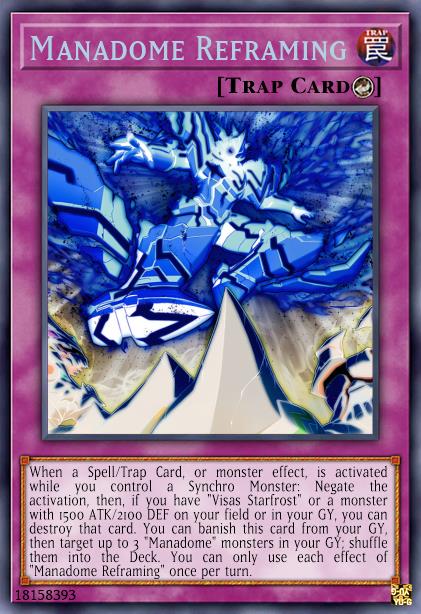 MANADOME REFRAMING
TRAP
罠
[TRAP CARD]
When a Spell/Trap Card, or monster effect, is activated
while you control a Synchro Monster: Negate the
activation, then, if you have "Visas Starfrost" or a monster
with 1500 ATK/2100 DEF on your field or in your GY, you can
destroy that card. You can banish this card from your GY,
then target up to 3 "Manadome" monsters in your GY; shuffle
them into the Deck. You can only use each effect of
"Manadome Reframing" once per turn.
18158393